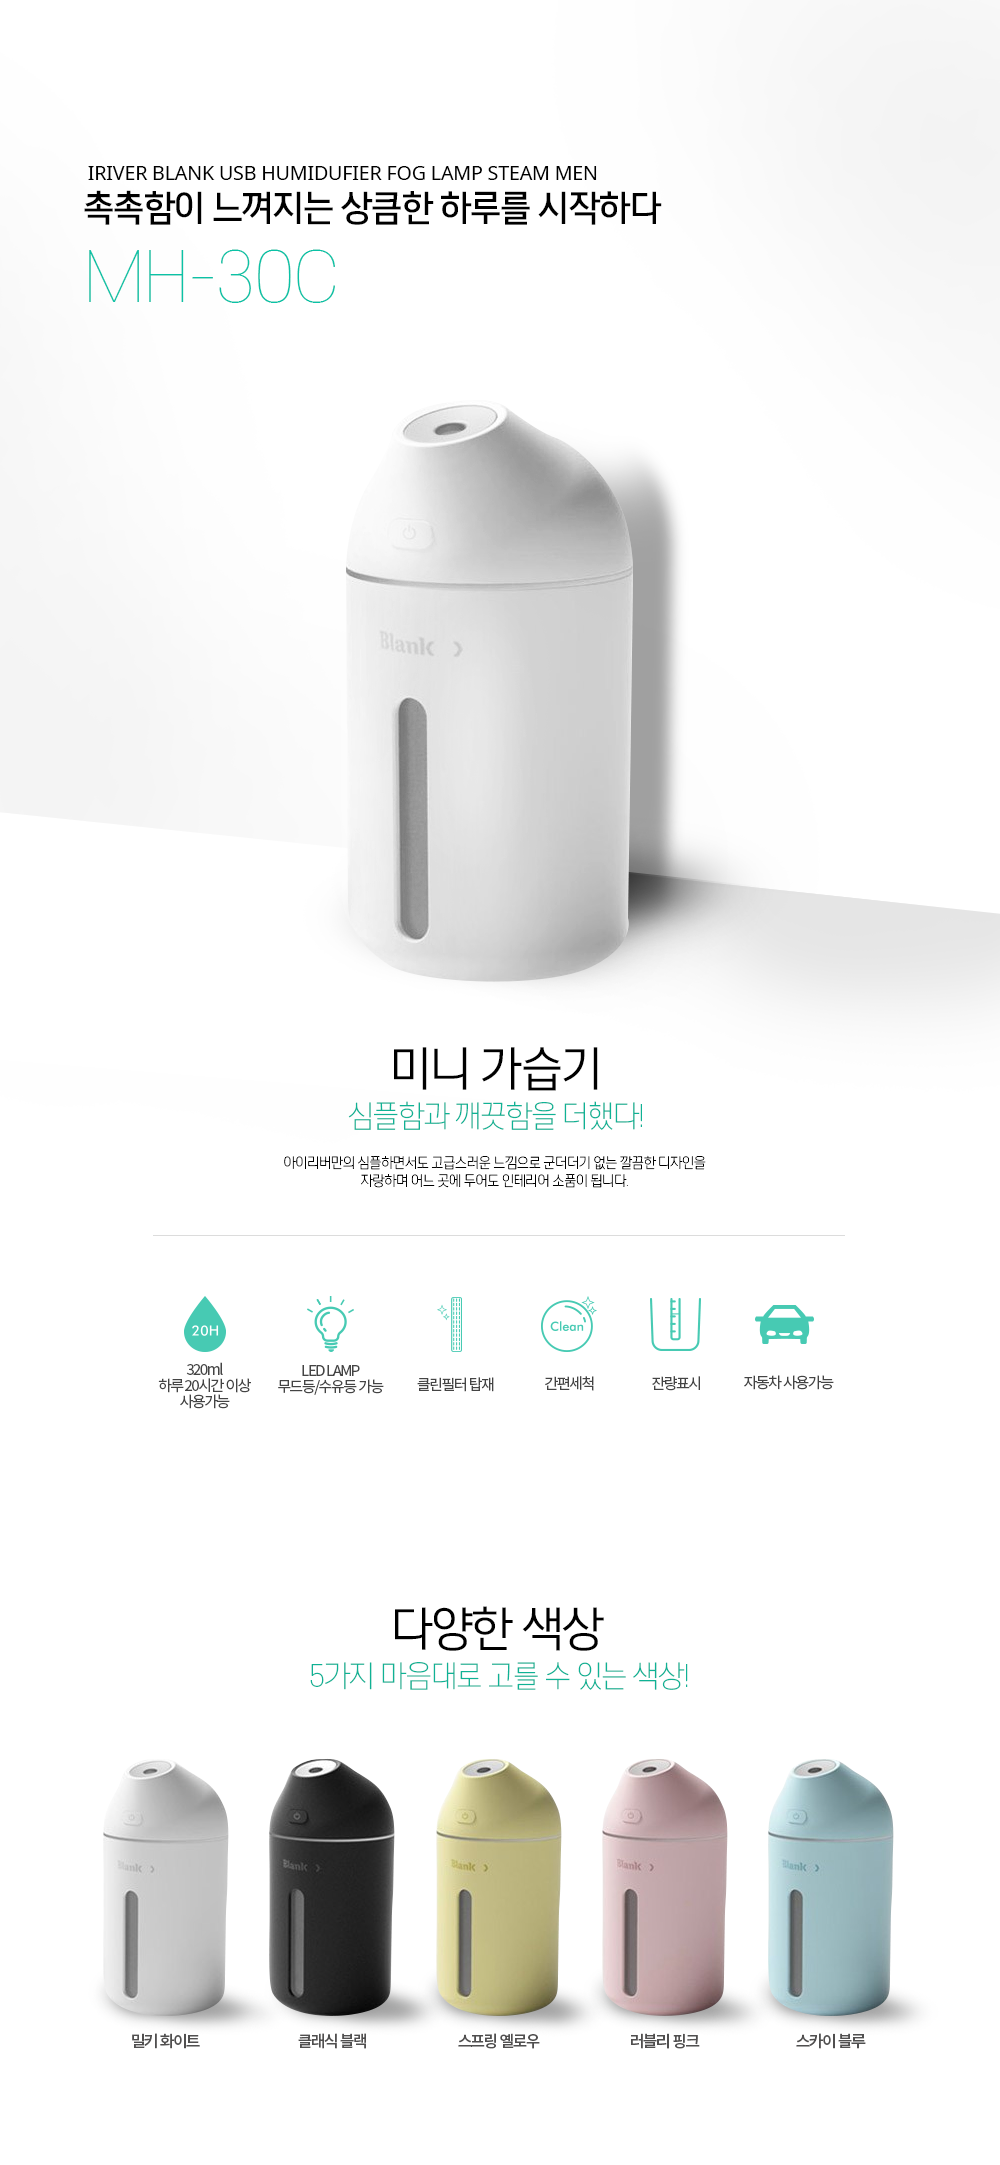 IRIVER BLANK USB HUMIDUFIER FOG LAMP STEAM MEN
촉촉함이 느껴지는 상큼한 하루를 시작하다
MH-30C
Blank
미니 가습기
심플함과 깨끗함을 더했다!
아이리버만의 심플하면서도 고급스러운 느낌으로 군더더기 없는 깔끔한 디자인을
자랑하며 어느 곳에 두어도 인테리어 소품이 됩니다.
20H
320ml
하루 20시간 이상
사용가능
LED LAMP
무드등/수유등 가능
클린필터 탑재
Clean
간편세척
잔량표시
자동차 사용가능
다양한 색상
5가지 마음대로 고를 수 있는 색상!
Blank
Blank
Blank
Blank
Blank
밀키 화이트
클래식 블랙
스프링 옐로우
러블리 핑크
스카이 블루